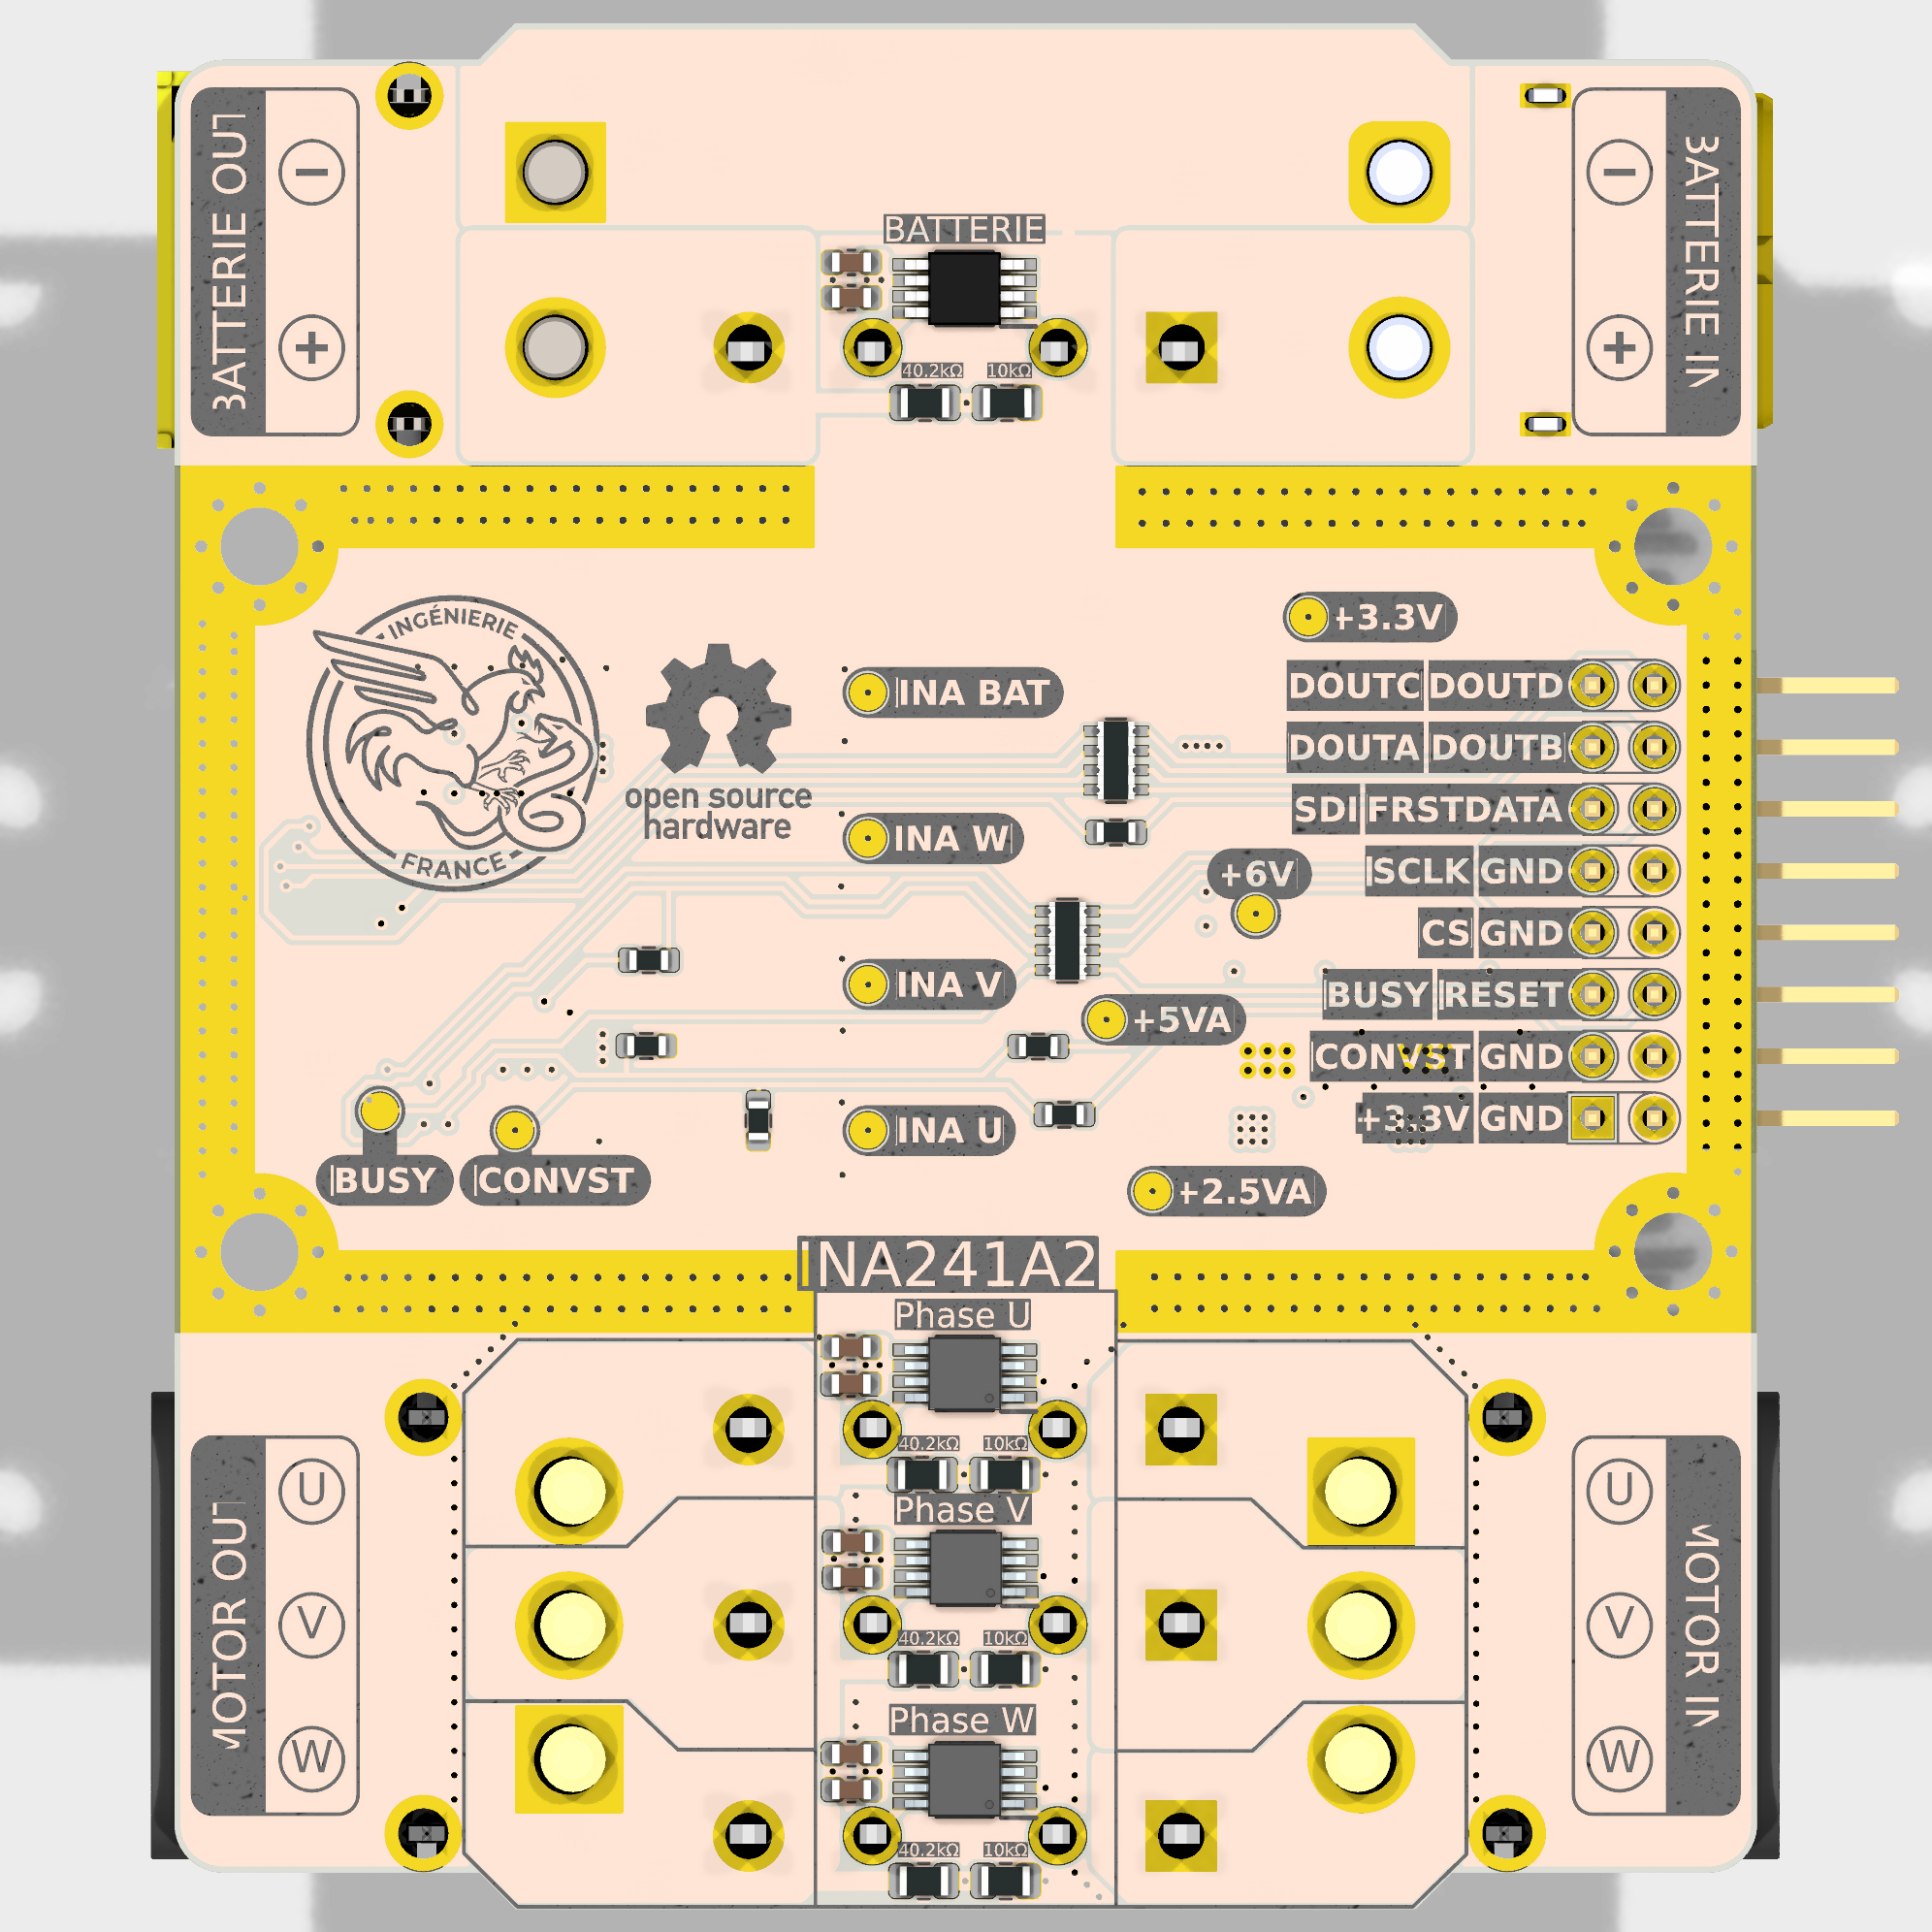 BATTERIE OUT
−
+
BATTERIE
40.2kΩ 10kΩ
BATTERIE IN
−
+
INGÉNIERIE
FRANCE
open source
hardware
INA BAT
INA W
INA V
INA U
+3.3V
DOUTC DOUTD
DOUTA DOUTB
SDI FRSTDATA
SCLK GND
CS GND
BUSY RESET
CONVST GND
+3.3V GND
+6V
+5VA
+2.5VA
BUSY CONVST
INA241A2
Phase U
40.2kΩ 10kΩ
Phase V
40.2kΩ 10kΩ
Phase W
40.2kΩ 10kΩ
MOTOR OUT
U
V
W
MOTOR IN
U
V
W